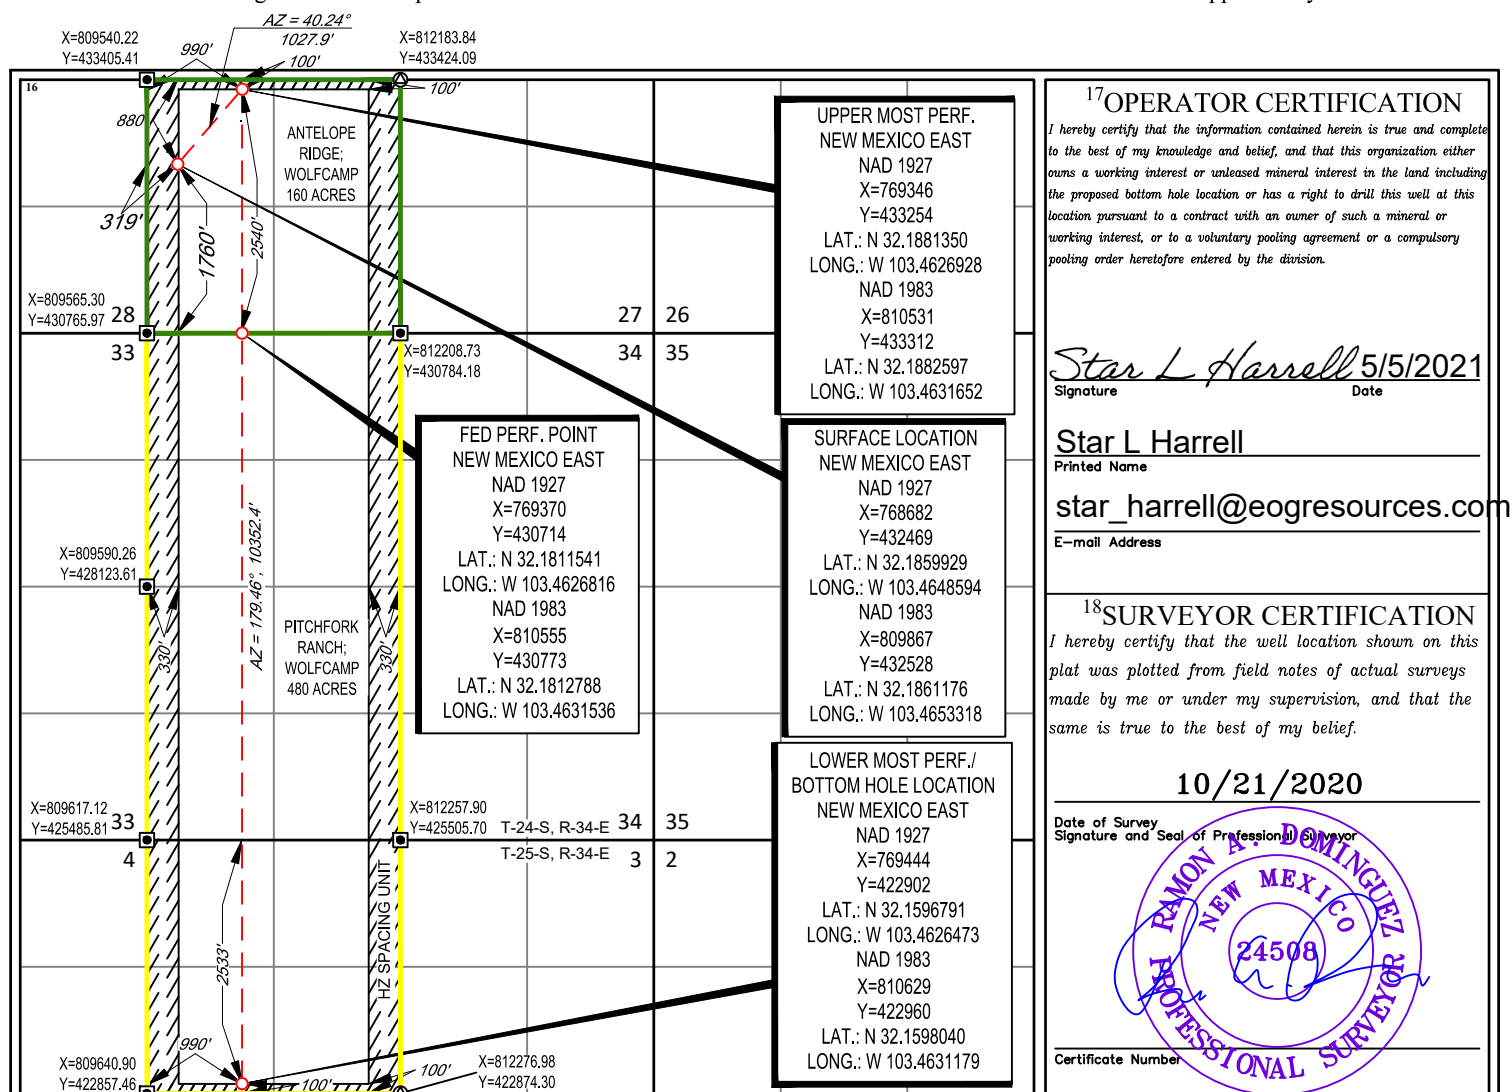 AZ = 40.24°
1027.9'
X=809540.22
Y=433405.41
990'
100'
X=812183.84
Y=433424.09
100'
16
880'
ANTELOPE
RIDGE;
WOLFCAMP
160 ACRES
319'
1760'
2540'
X=809565.30
Y=430765.97
28
27
26
33
34
35
X=812208.73
Y=430784.18
UPPER MOST PERF.
NEW MEXICO EAST
NAD 1927
X=769346
Y=433254
LAT.: N 32.1881350
LONG.: W 103.4626928
NAD 1983
X=810531
Y=433312
LAT.: N 32.1882597
LONG.: W 103.4631652
FED PERF. POINT
NEW MEXICO EAST
NAD 1927
X=769370
Y=430714
LAT.: N 32.1811541
LONG.: W 103.4626816
NAD 1983
X=810555
Y=430773
LAT.: N 32.1812788
LONG.: W 103.4631536
SURFACE LOCATION
NEW MEXICO EAST
NAD 1927
X=768682
Y=432469
LAT.: N 32.1859929
LONG.: W 103.4648594
NAD 1983
X=809867
Y=432528
LAT.: N 32.1861176
LONG.: W 103.4653318
AZ = 179.46°, 10352.4'
X=809590.26
Y=428123.61
330'
PITCHFORK
RANCH;
WOLFCAMP
480 ACRES
330'
X=809617.12
Y=425485.81
33
4
X=812257.90
Y=425505.70
T-24-S, R-34-E
T-25-S, R-34-E
34
35
3
2
HZ SPACING UNIT
2533'
LOWER MOST PERF./
BOTTOM HOLE LOCATION
NEW MEXICO EAST
NAD 1927
X=769444
Y=422902
LAT.: N 32.1596791
LONG.: W 103.4626473
NAD 1983
X=810629
Y=422960
LAT.: N 32.1598040
LONG.: W 103.4631179
990'
X=809640.90
Y=422857.46
100'
100'
X=812276.98
Y=422874.30
17OPERATOR CERTIFICATION
I hereby certify that the information contained herein is true and complete
to the best of my knowledge and belief, and that this organization either
owns a working interest or unleased mineral interest in the land including
the proposed bottom hole location or has a right to drill this well at this
location pursuant to a contract with an owner of such a mineral or
working interest, or to a voluntary pooling agreement or a compulsory
pooling order heretofore entered by the division.
Star L Harrell 5/5/2021
Signature Date
Star L Harrell
Printed Name
star_harrell@eogresources.com
E-mail Address
18SURVEYOR CERTIFICATION
I hereby certify that the well location shown on this
plat was plotted from field notes of actual surveys
made by me or under my supervision, and that the
same is true to the best of my belief.
10/21/2020
Date of Survey
Signature and Seal of Professional Surveyor
RAMON A. DOMINGUEZ
NEW MEXICO
24508
PROFESSIONAL SURVEYOR
Certificate Number